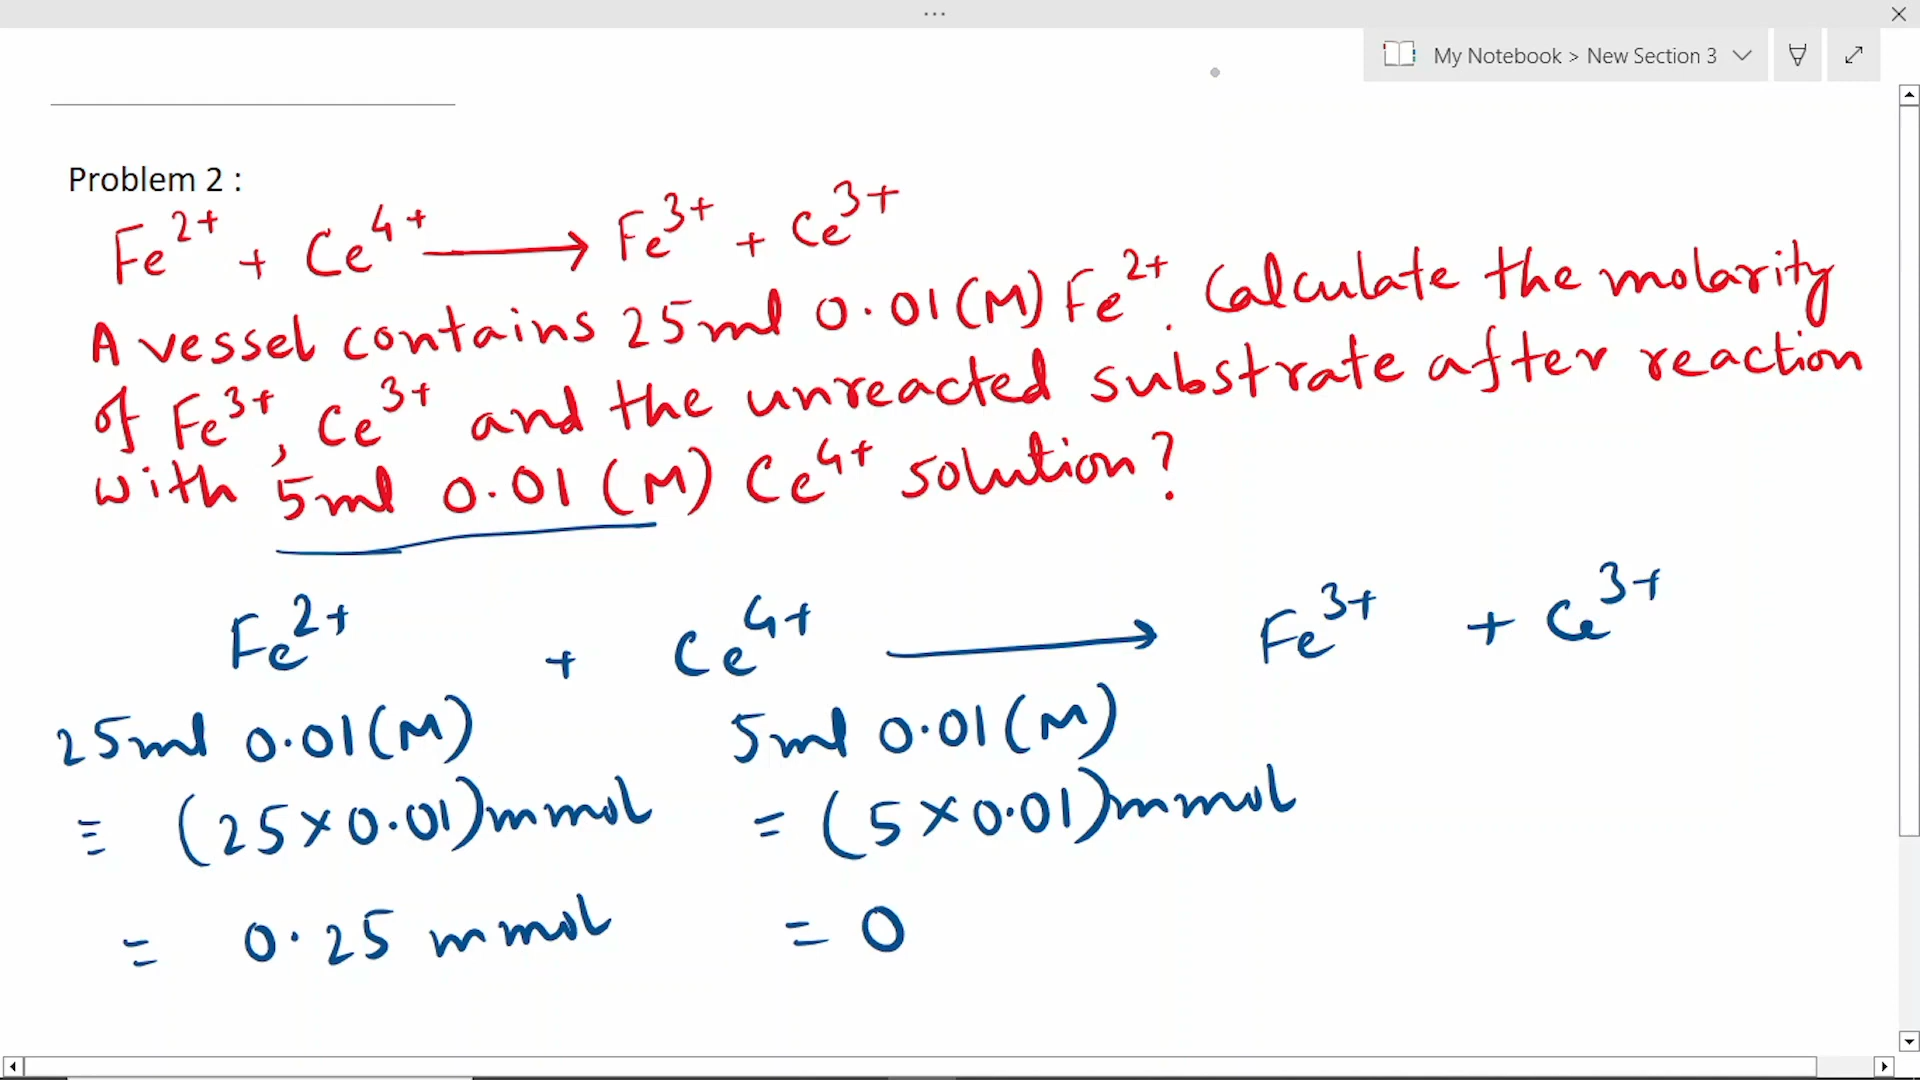 ...
My Notebook > New Section 3
Problem 2 :
Fe²⁺ + Ce⁴⁺ ⟶ Fe³⁺ + Ce³⁺
A vessel contains 25ml 0.01(M) Fe²⁺. Calculate the molarity
of Fe³⁺, Ce³⁺ and the unreacted substrate after reaction
with 5ml 0.01 (M) Ce⁴⁺ solution?
Fe²⁺ + Ce⁴⁺ ⟶ Fe³⁺ + Ce³⁺
25ml 0.01(M) 5ml 0.01(M)
= (25×0.01)mmol = (5×0.01)mmol
= 0.25 mmol = 0